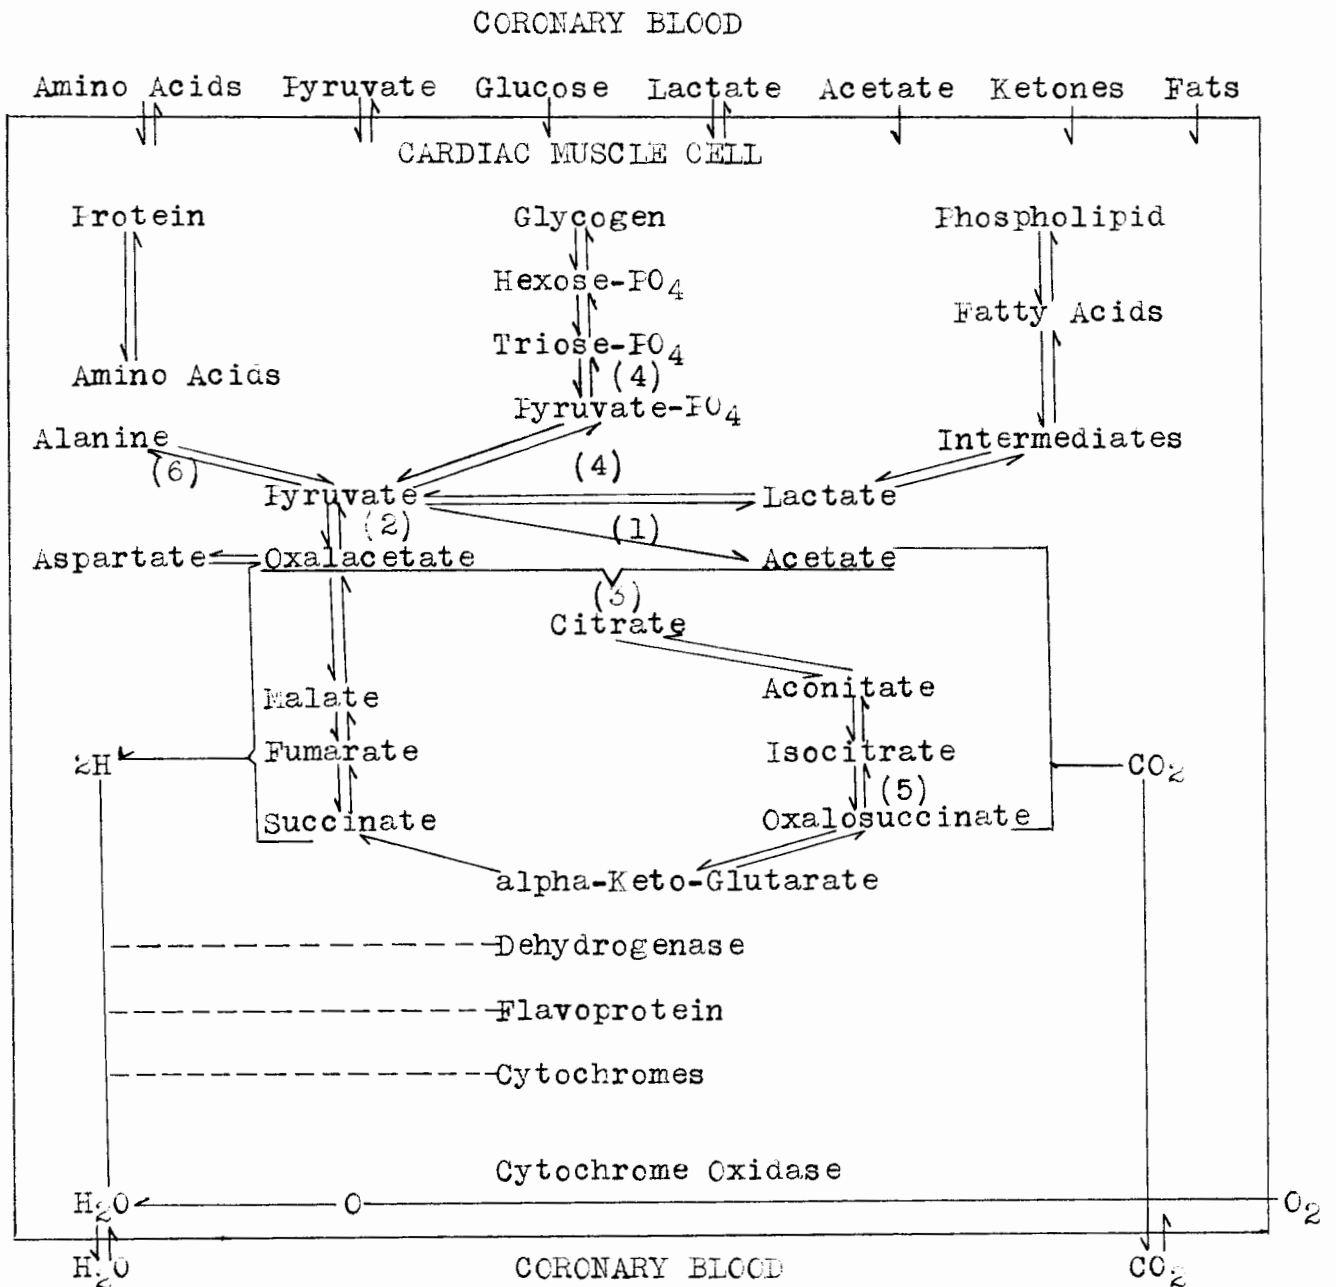 CORONARY BLOOD
Amino Acids Pyruvate Glucose Lactate Acetate Ketones Fats
CARDIAC MUSCLE CELL
Protein Glycogen Phospholipid
Hexose-PO4
Fatty Acids
Triose-PO4
Amino Acids (4)
Pyruvate-PO4
Alanine Intermediates
(6) (4)
Pyruvate Lactate
(2) (1)
Aspartate Oxalacetate Acetate
(3)
Citrate
Malate Aconitate
2H Fumarate Isocitrate CO2
(5)
Succinate Oxalosuccinate
alpha-Keto-Glutarate
Dehydrogenase
Flavoprotein
Cytochromes
Cytochrome Oxidase
H2O O O2
H2O CORONARY BLOOD CO2